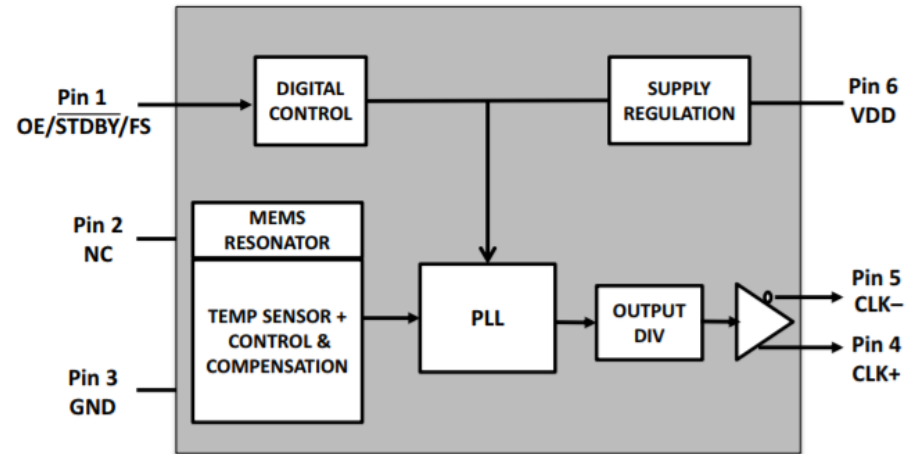 Pin 1
OE/STDBY/FS
DIGITAL
CONTROL
SUPPLY
REGULATION
Pin 6
VDD
Pin 2
NC
MEMS
RESONATOR
TEMP SENSOR +
CONTROL &
COMPENSATION
PLL
OUTPUT
DIV
Pin 5
CLK–
Pin 4
CLK+
Pin 3
GND